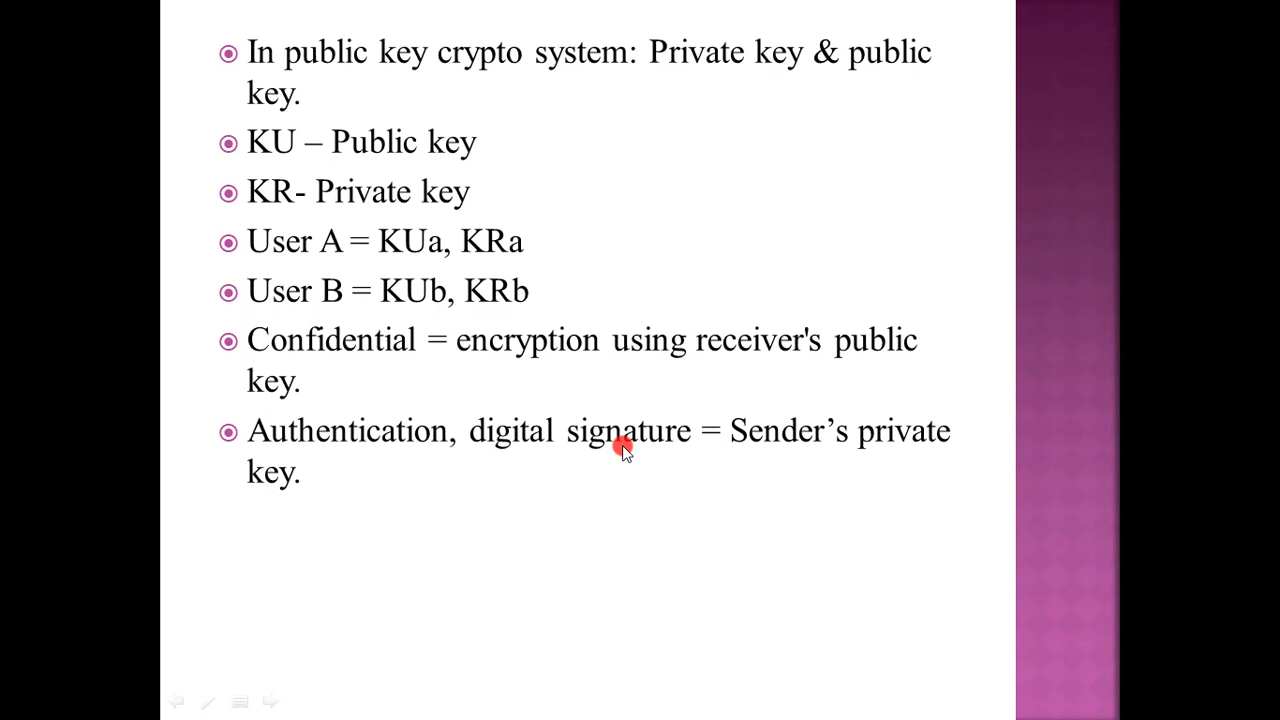 In public key crypto system: Private key & public
key.
KU – Public key
KR- Private key
User A = KUa, KRa
User B = KUb, KRb
Confidential = encryption using receiver's public
key.
Authentication, digital signature = Sender’s private
key.